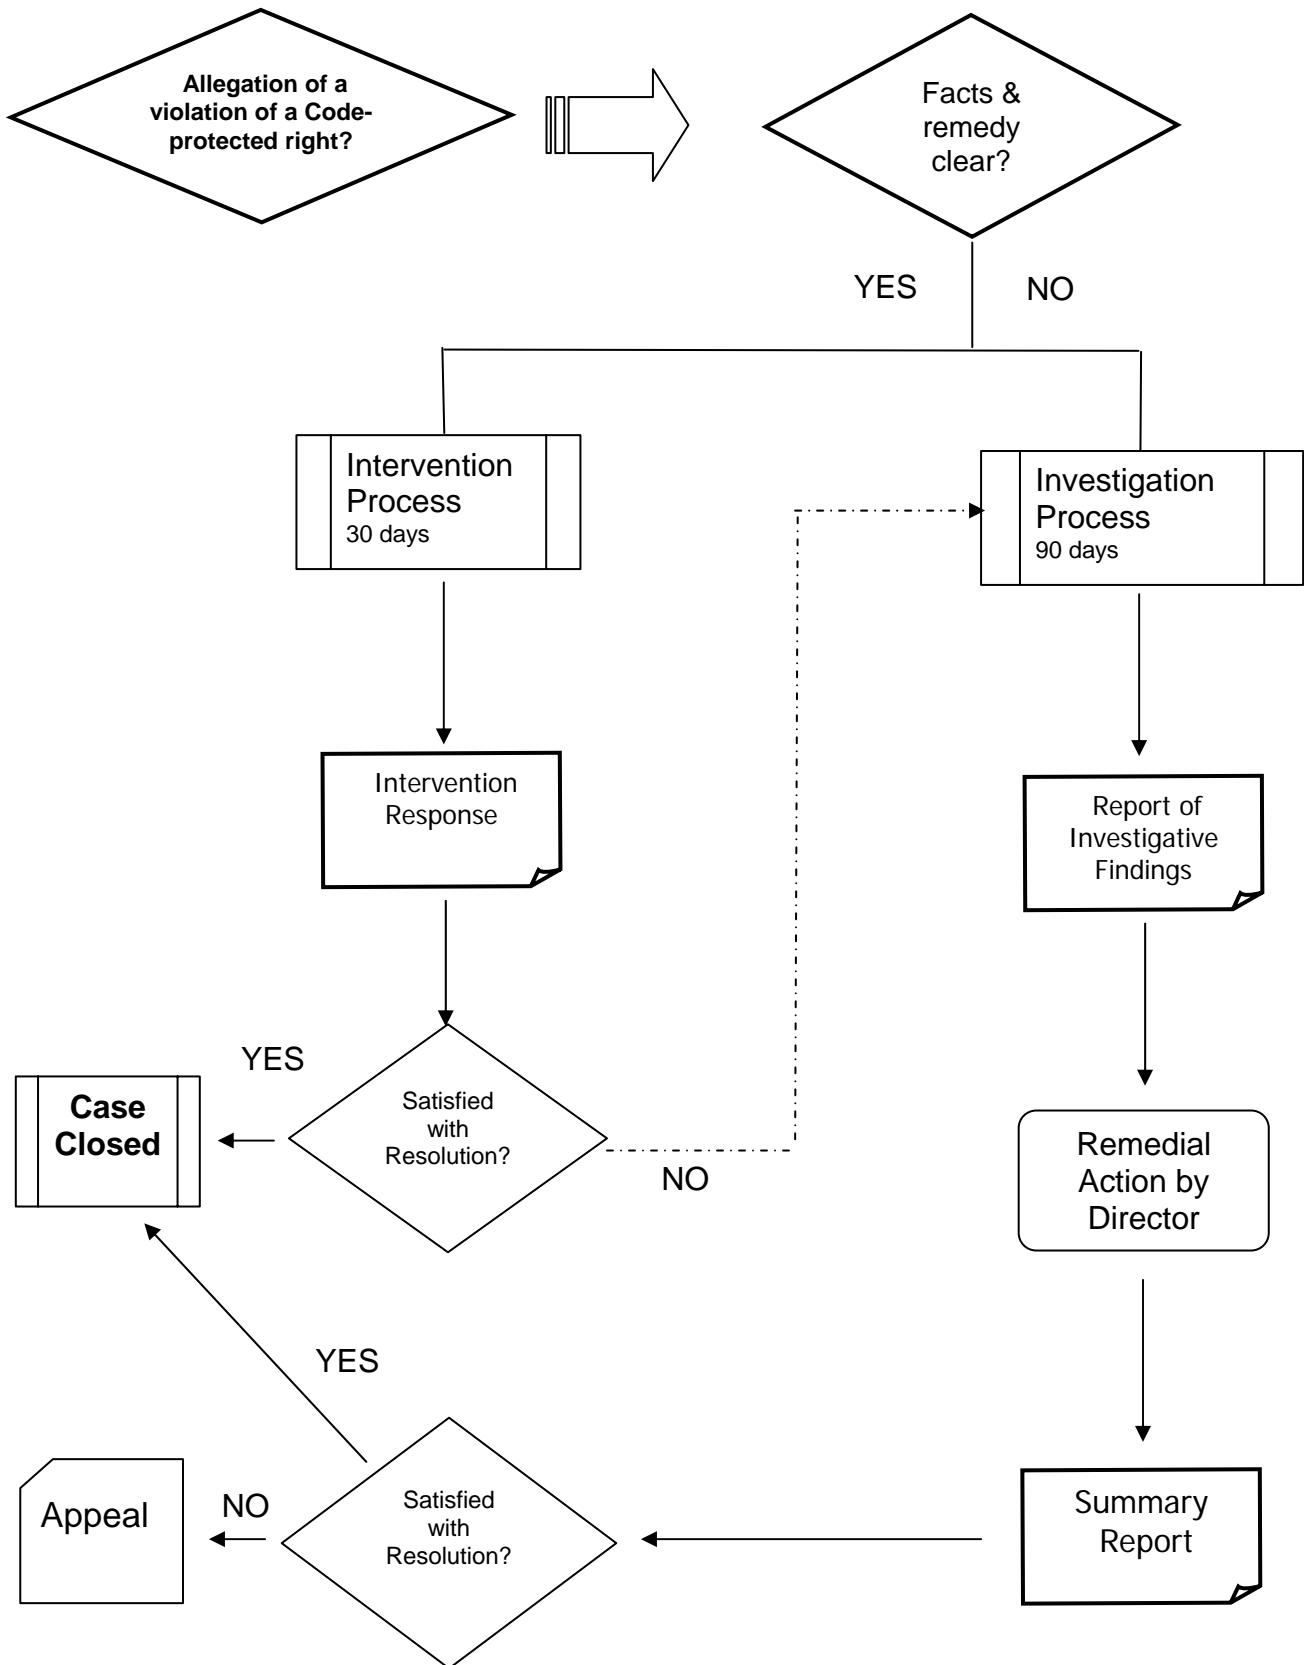 Allegation of a
violation of a Code-
protected right?
Facts &
remedy
clear?
YES
NO
Intervention
Process
30 days
Investigation
Process
90 days
Intervention
Response
Report of
Investigative
Findings
YES
Case
Closed
Satisfied
with
Resolution?
NO
Remedial
Action by
Director
YES
Appeal
NO
Satisfied
with
Resolution?
Summary
Report